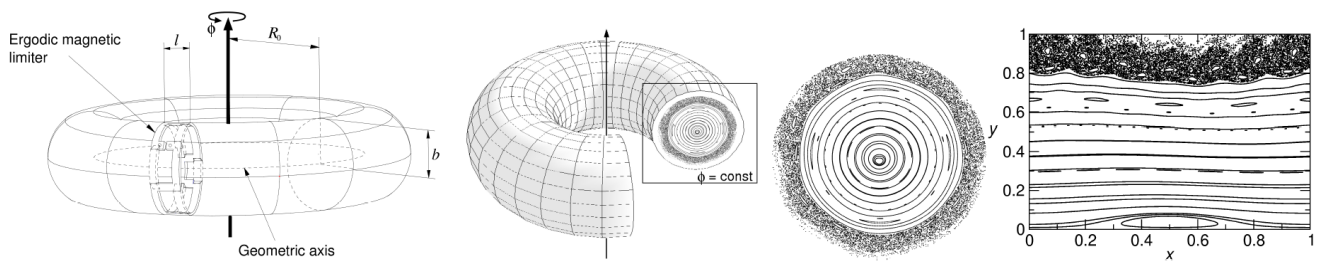 ϕ
l
R₀
Ergodic magnetic
limiter
b
Geometric axis
ϕ = const
y
1
0.8
0.6
0.4
0.2
0
0
0.2
0.4
0.6
0.8
1
x